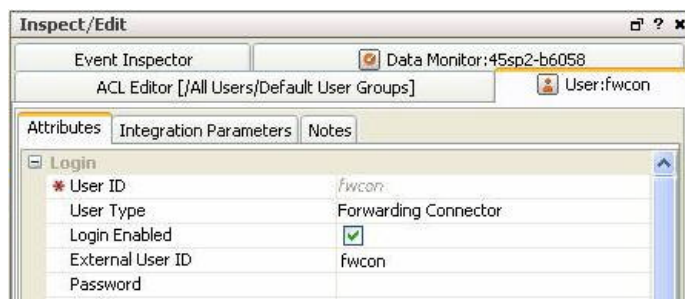 Inspect/Edit
Event Inspector
Data Monitor:45sp2-b6058
ACL Editor [/All Users/Default User Groups]
User:fwcon
Attributes
Integration Parameters
Notes
Login
* User ID
fwcon
User Type
Forwarding Connector
Login Enabled
External User ID
fwcon
Password